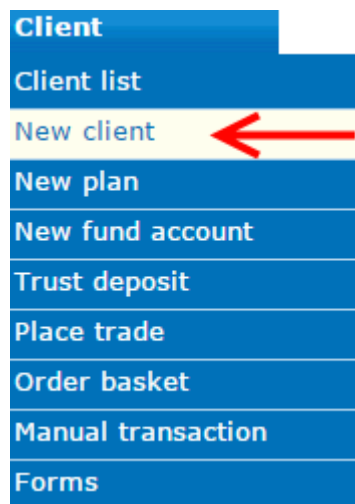 Client
Client list
New client
New plan
New fund account
Trust deposit
Place trade
Order basket
Manual transaction
Forms